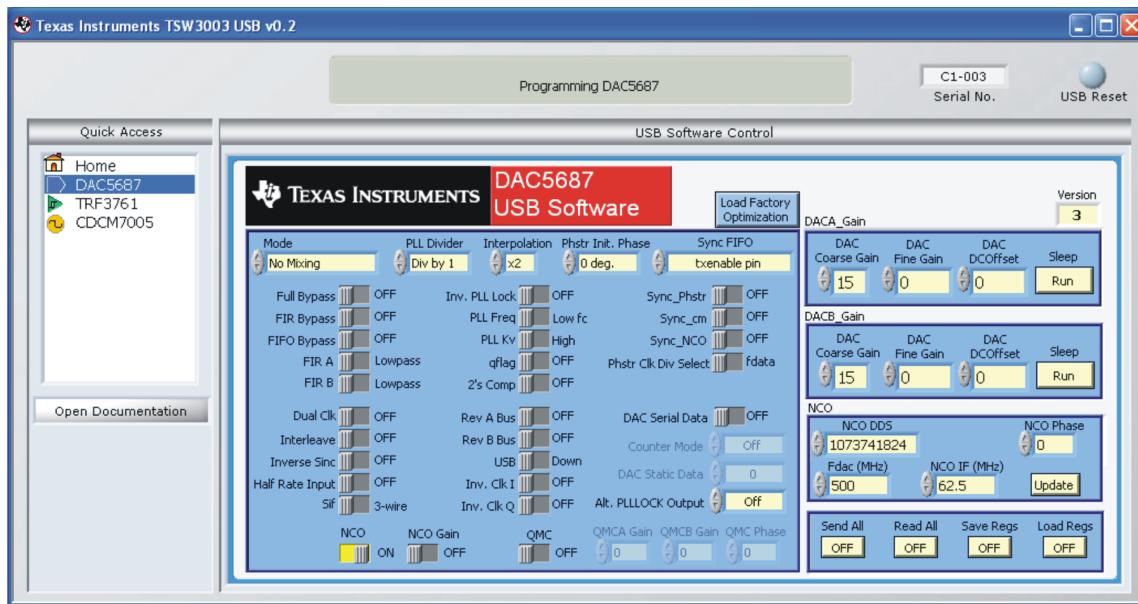 Texas Instruments TSW3003 USB v0.2
Programming DAC5687
C1-003
Serial No.
USB Reset
Quick Access
USB Software Control
Home
DAC5687
TRF3761
CDCM7005
Open Documentation
TEXAS INSTRUMENTS
DAC5687
USB Software
Load Factory
Optimization
Version
3
Mode PLL Divider Interpolation Phstr Init. Phase Sync FIFO
No Mixing Div by 1 x2 0 deg. txenable pin
Full Bypass OFF Inv. PLL Lock OFF Sync_Phstr OFF
FIR Bypass OFF PLL Freq Low fc Sync_cm OFF
FIFO Bypass OFF PLL Kv High Sync_NCO OFF
FIR A Lowpass qflag OFF Phstr Clk Div Select fdata
FIR B Lowpass 2's Comp OFF
Dual Clk OFF Rev A Bus OFF DAC Serial Data OFF
Interleave OFF Rev B Bus OFF Counter Mode Off
Inverse Sinc OFF USB Down DAC Static Data 0
Half Rate Input OFF Inv. Clk I OFF
Sif 3-wire Inv. Clk Q OFF Alt. PLLLOCK Output Off
NCO NCO Gain QMC QMCA Gain QMCB Gain QMC Phase
ON OFF OFF 0 0 0
DACA_Gain
DAC Coarse Gain DAC Fine Gain DAC DCOffset Sleep
15 0 0 Run
DACB_Gain
DAC Coarse Gain DAC Fine Gain DAC DCOffset Sleep
15 0 0 Run
NCO
NCO DDS NCO Phase
1073741824 0
Fdac (MHz) NCO IF (MHz)
500 62.5 Update
Send All Read All Save Regs Load Regs
OFF OFF OFF OFF